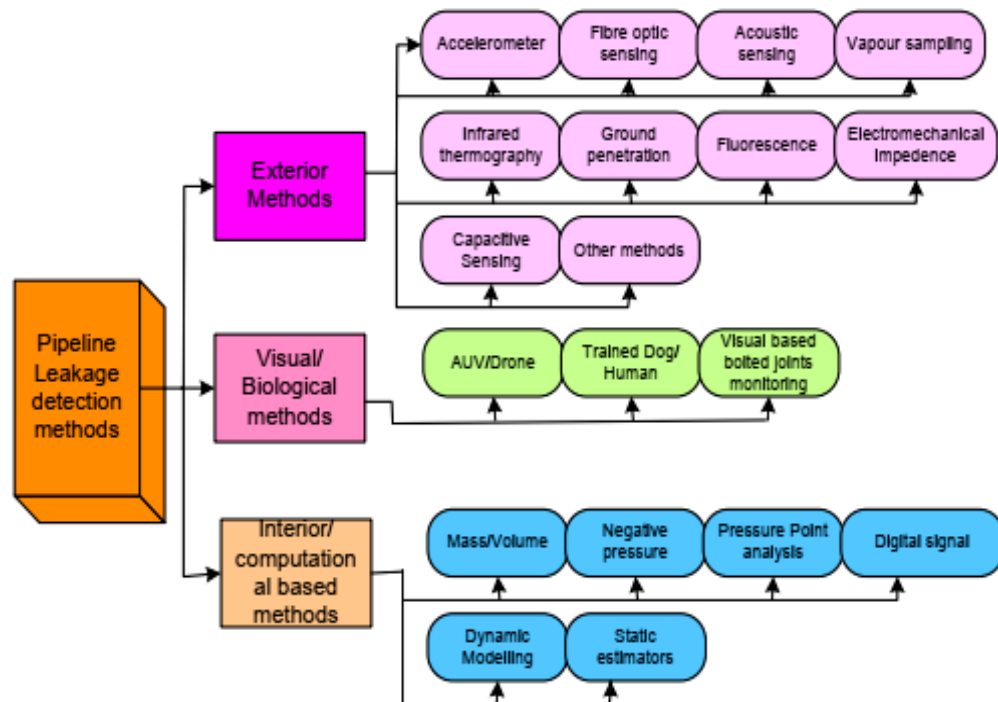 Accelerometer
Fibre optic
sensing
Acoustic
sensing
Vapour sampling
Infrared
thermography
Ground
penetration
Fluorescence
Electromechanical
Impedence
Exterior
Methods
Capacitive
Sensing
Other methods
Pipeline
Leakage
detection
methods
Visual/
Biological
methods
AUV/Drone
Trained Dog/
Human
Visual based
bolted joints
monitoring
Interior/
computation
al based
methods
Mass/Volume
Negative
pressure
Pressure Point
analysis
Digital signal
Dynamic
Modelling
Static
estimators